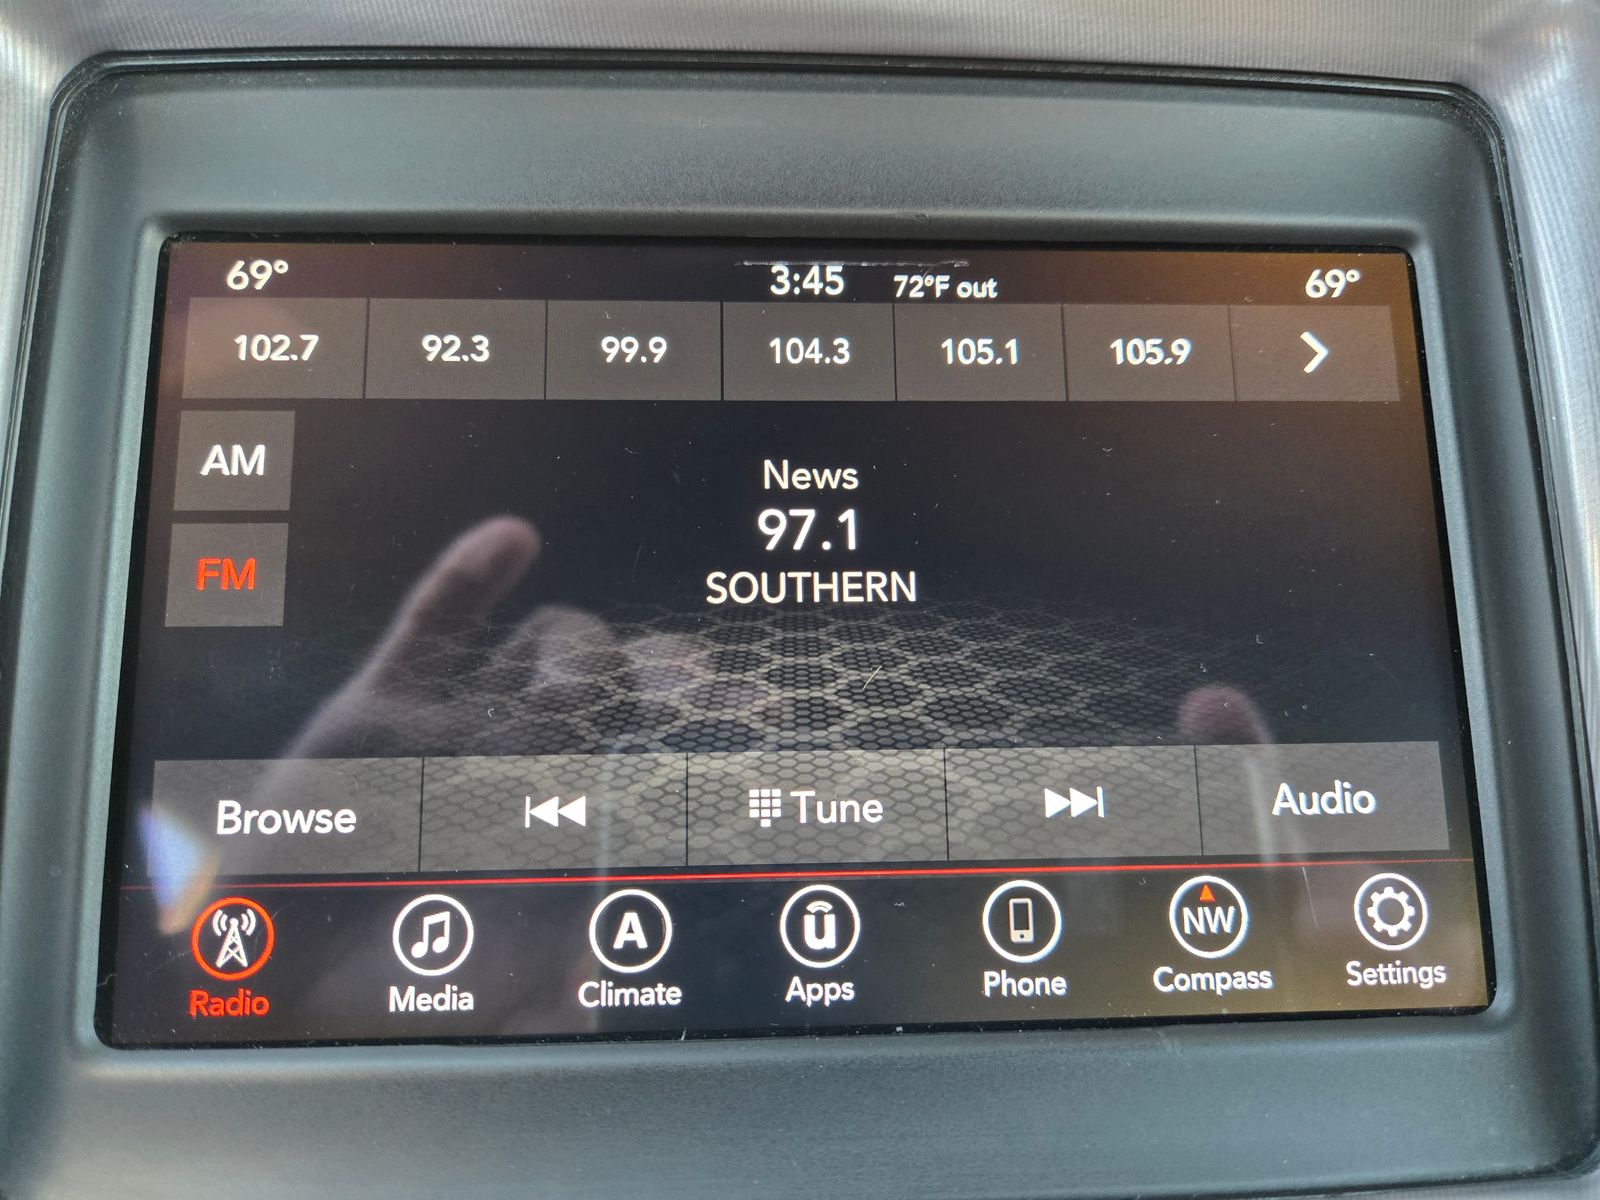 69° 3:45 72°F out 69°
102.7 92.3 99.9 104.3 105.1 105.9
AM
News
97.1
FM
SOUTHERN
Browse Tune Audio
A u NW
Radio Media Climate Apps Phone Compass Settings